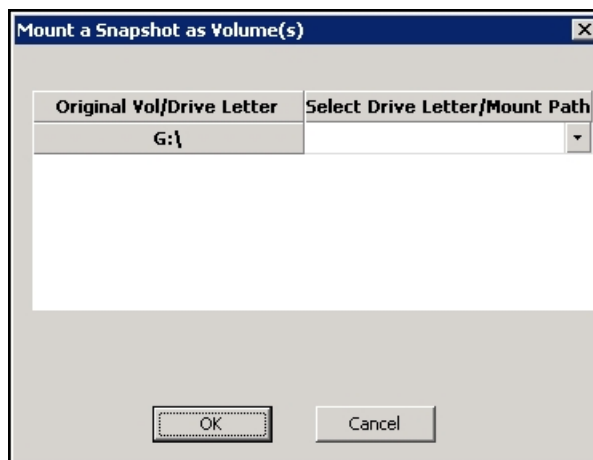 Mount a Snapshot as Volume(s)
Original Vol/Drive Letter Select Drive Letter/Mount Path
G:\
OK Cancel